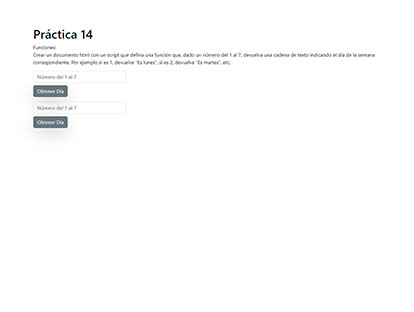 Práctica 14
Funciones:
Crear un documento html con un script que defina una función que, dado un número del 1 al 7, devuelva una cadena de texto indicando el día de la semana
correspondiente. Por ejemplo si es 1, devuelve "Es lunes", si es 2, devuelve "Es martes", etc.
Número del 1 al 7
Obtener Día
Número del 1 al 7
Obtener Día